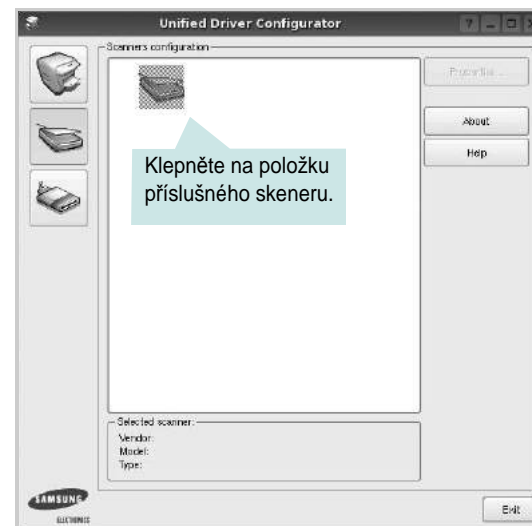 Unified Driver Configurator
Scanners configuration
Properties ...
About
Help
Klepněte na položku
příslušného skeneru.
Selected scanner:
Vendor:
Model:
Type:
SAMSUNG
ELECTRONICS
Exit